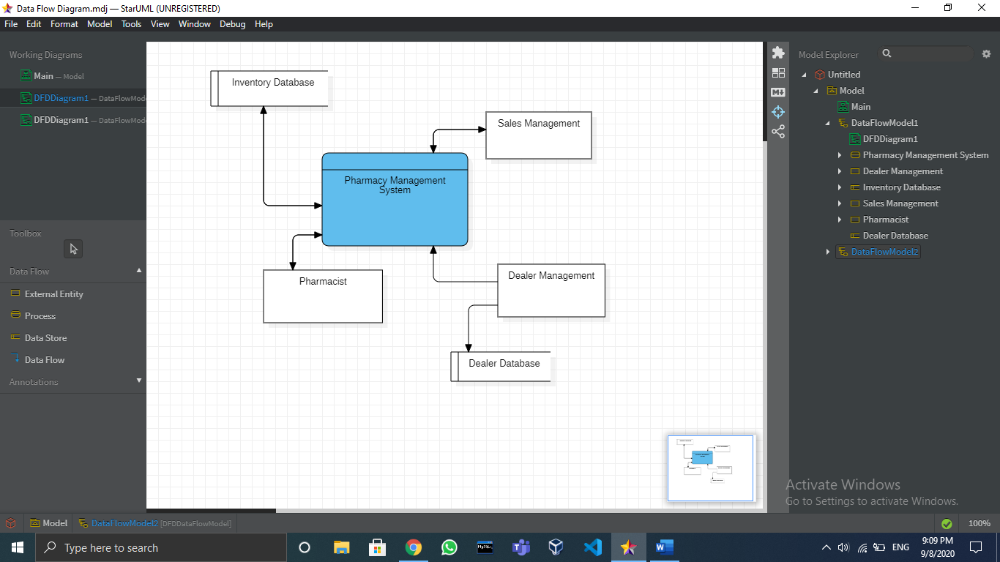 Data Flow Diagram.mdj — StarUML (UNREGISTERED)
File Edit Format Model Tools View Window Debug Help
Working Diagrams
Main — Model
DFDDiagram1 — DataFlowMode
DFDDiagram1 — DataFlowMode
Toolbox
Data Flow
External Entity
Process
Data Store
Data Flow
Annotations
Inventory Database
Sales Management
Pharmacy Management
System
Pharmacist
Dealer Management
Dealer Database
Model Explorer
Untitled
Model
Main
DataFlowModel1
DFDDiagram1
Pharmacy Management System
Dealer Management
Inventory Database
Sales Management
Pharmacist
Dealer Database
DataFlowModel2
Activate Windows
Go to Settings to activate Windows.
Model DataFlowModel2 [DFDDataFlowModel] 100%
Type here to search
ENG
9:09 PM
9/8/2020